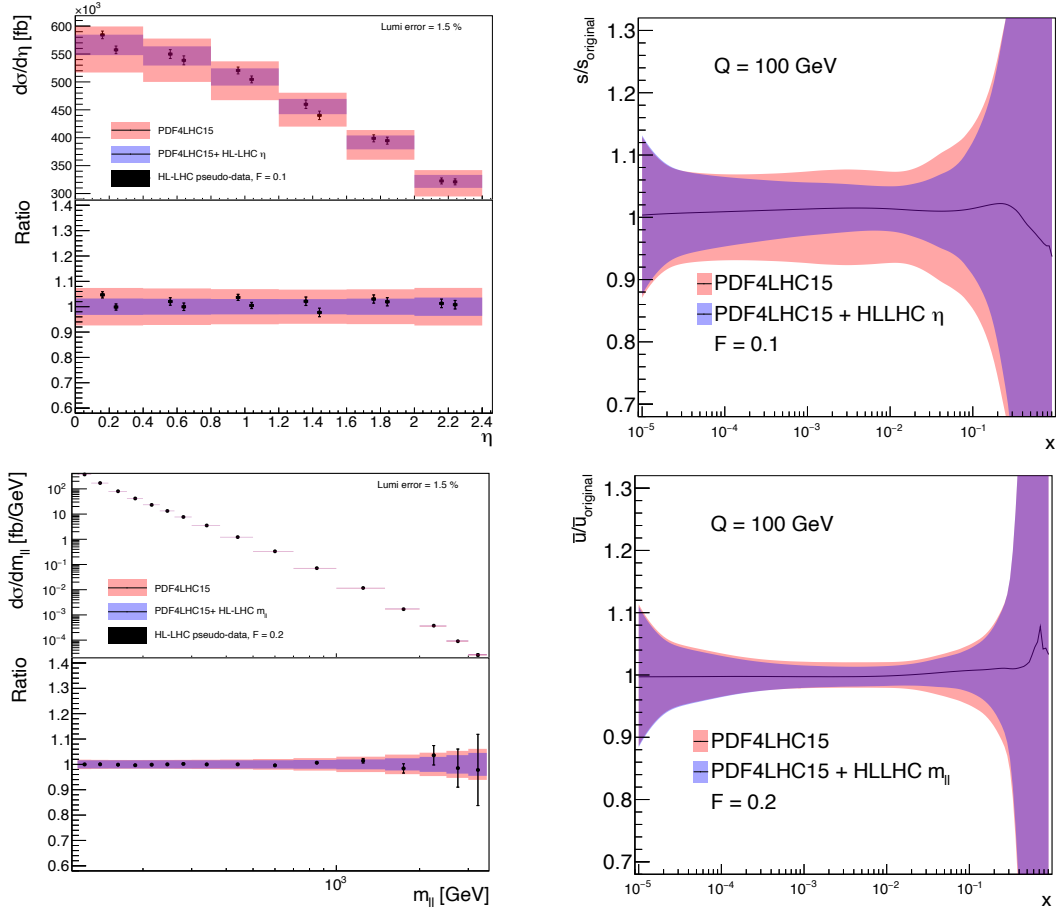 ×10³
600
550
500
450
400
350
300
dσ/dη [fb]
Lumi error = 1.5 %
PDF4LHC15
PDF4LHC15+ HL-LHC η
HL-LHC pseudo-data, F = 0.1
1.4
1.3
1.2
1.1
1.0
0.9
0.8
0.7
0.6
Ratio
0 0.2 0.4 0.6 0.8 1 1.2 1.4 1.6 1.8 2 2.2 2.4
η
s/s_original
1.3
1.2
1.1
1
0.9
0.8
0.7
Q = 100 GeV
PDF4LHC15
PDF4LHC15 + HLLHC η
F = 0.1
10⁻⁵ 10⁻⁴ 10⁻³ 10⁻² 10⁻¹
x
dσ/dm_ll [fb/GeV]
10²
10
1
10⁻¹
10⁻²
10⁻³
10⁻⁴
Lumi error = 1.5 %
PDF4LHC15
PDF4LHC15+ HL-LHC m_ll
HL-LHC pseudo-data, F = 0.2
Ratio
1.4
1.3
1.2
1.1
1.0
0.9
0.8
0.7
0.6
10³
m_ll [GeV]
ū/ū_original
1.3
1.2
1.1
1
0.9
0.8
0.7
Q = 100 GeV
PDF4LHC15
PDF4LHC15 + HLLHC m_ll
F = 0.2
10⁻⁵ 10⁻⁴ 10⁻³ 10⁻² 10⁻¹
x